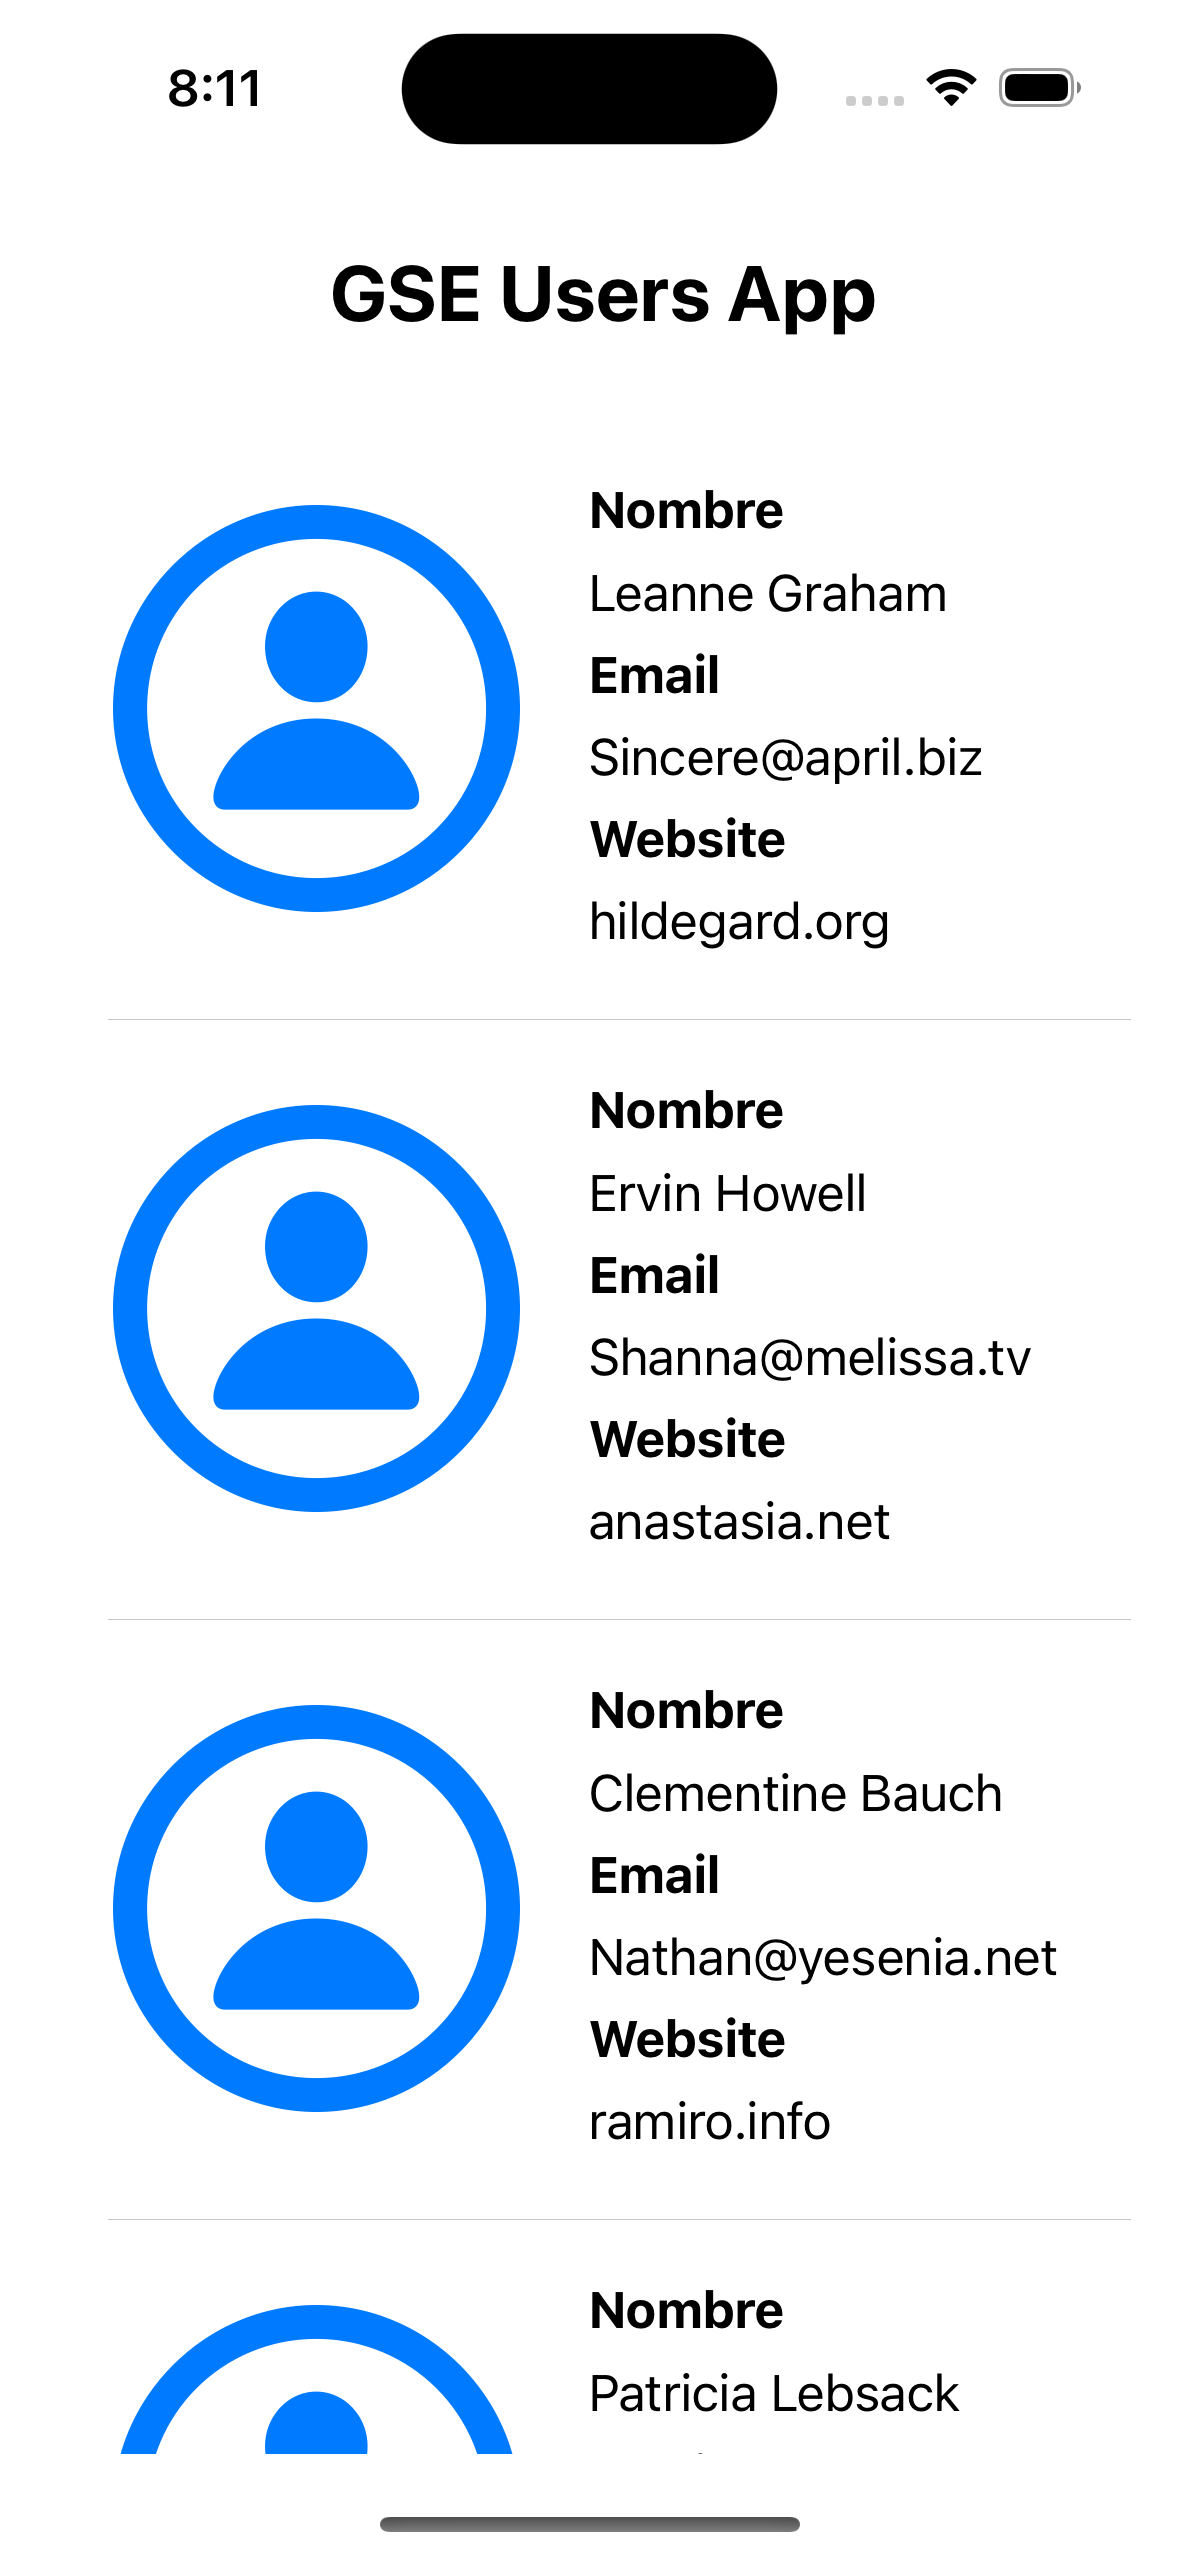 8:11
GSE Users App
Nombre
Leanne Graham
Email
Sincere@april.biz
Website
hildegard.org
Nombre
Ervin Howell
Email
Shanna@melissa.tv
Website
anastasia.net
Nombre
Clementine Bauch
Email
Nathan@yesenia.net
Website
ramiro.info
Nombre
Patricia Lebsack